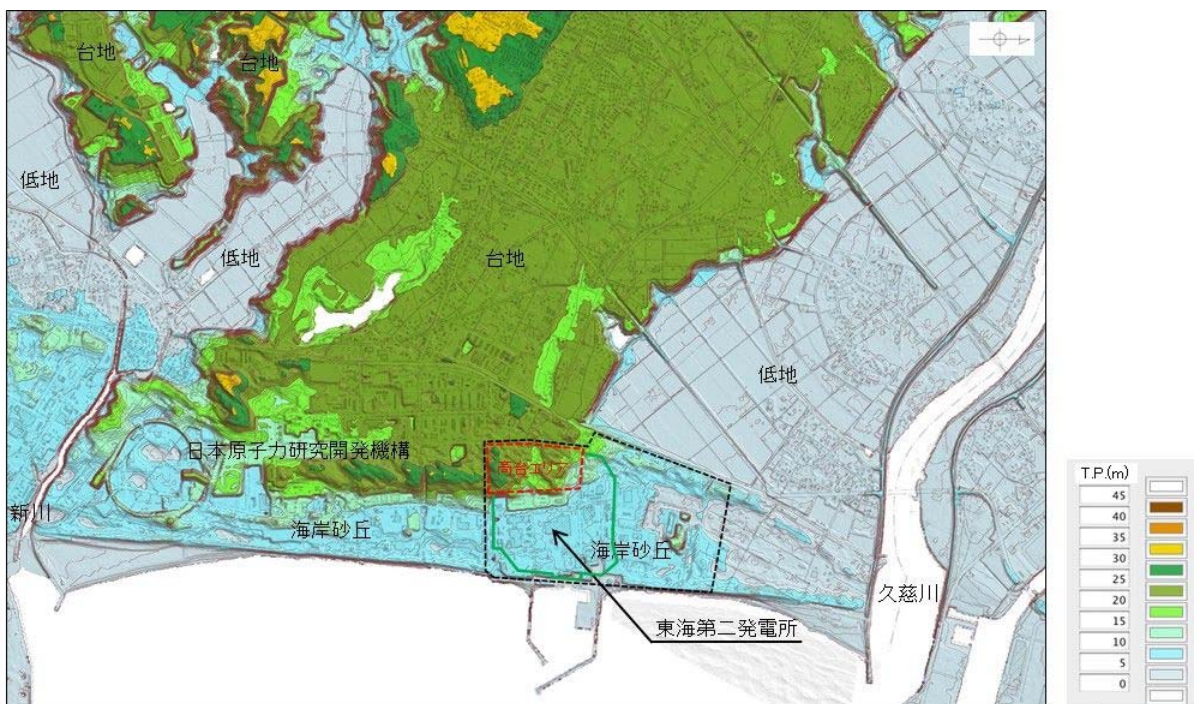 台地
台地
低地
低地
台地
低地
日本原子力研究開発機構
高台エリア
新川
海岸砂丘
海岸砂丘
久慈川
東海第二発電所
T.P.(m)
45
40
35
30
25
20
15
10
5
0